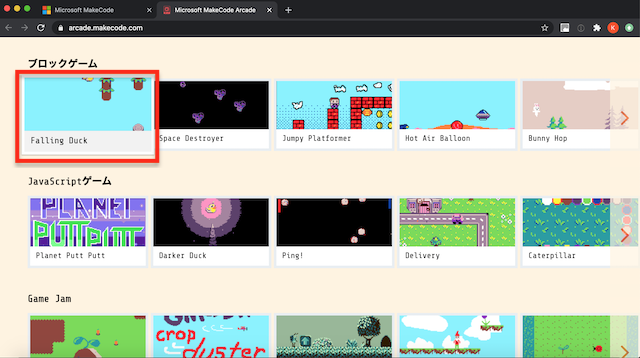 Microsoft MakeCode
Microsoft MakeCode Arcade
arcade.makecode.com
K
ブロックゲーム
Falling Duck
Space Destroyer
Jumpy Platformer
Hot Air Balloon
Bunny Hop
JavaScriptゲーム
PLANET
PUTT PUTT
Planet Putt Putt
Darker Duck
Ping!
Delivery
Caterpillar
Game Jam
crop
duster